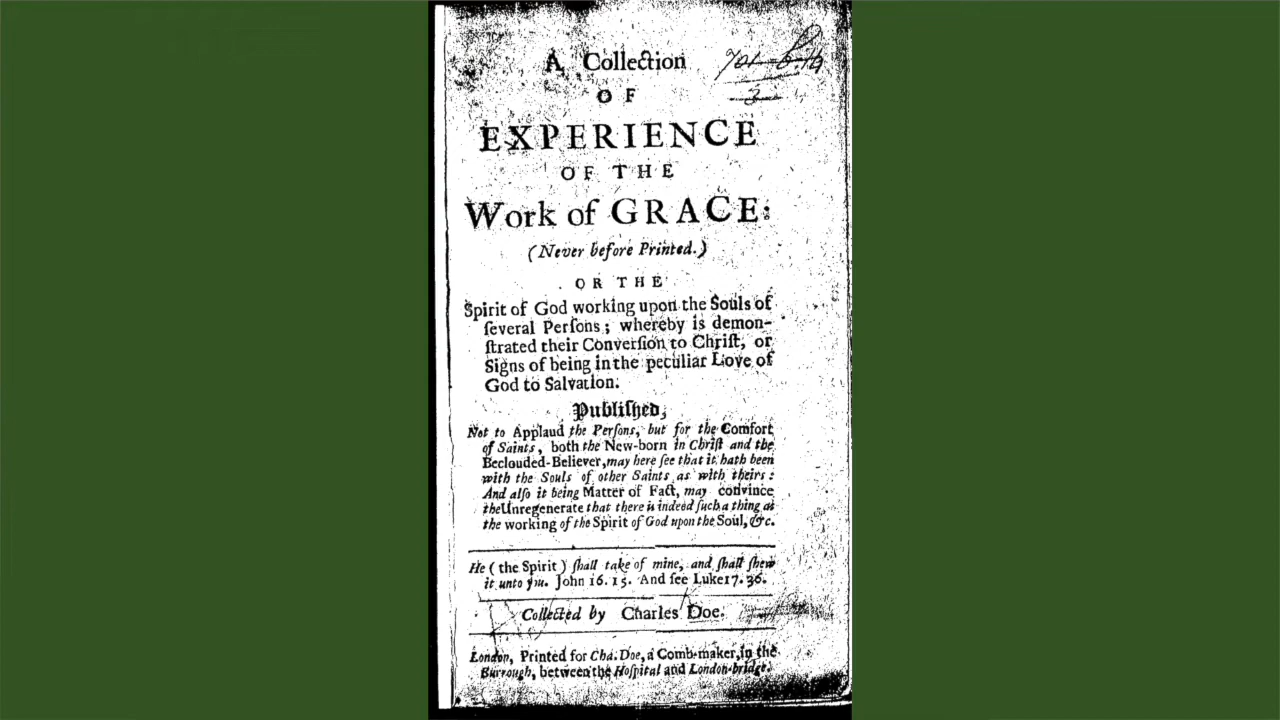 A Collection
OF
EXPERIENCE
OF THE
Work of GRACE:
(Never before Printed.)
OR THE
Spirit of God working upon the Souls of
ſeveral Perſons; whereby is demon-
ſtrated their Converſion to Chriſt, or
Signs of being in the peculiar Love of
God to Salvation.
Publiſhed,
Not to Applaud the Perſons, but for the Comfort
of Saints, both the New-born in Chriſt and the
Beclouded-Believer, may here ſee that it hath been
with the Souls of other Saints as with theirs:
And alſo it being Matter of Fact, may convince
the Unregenerate that there is indeed ſuch a thing as
the working of the Spirit of God upon the Soul, &c.
He (the Spirit) ſhall take of mine, and ſhall ſhew
it unto you. John 16. 15. And ſee Luke 17. 36.
Collected by Charles Doe.
London, Printed for Cha. Doe, a Comb-maker, in the
Burrough, between the Hoſpital and London-bridge.